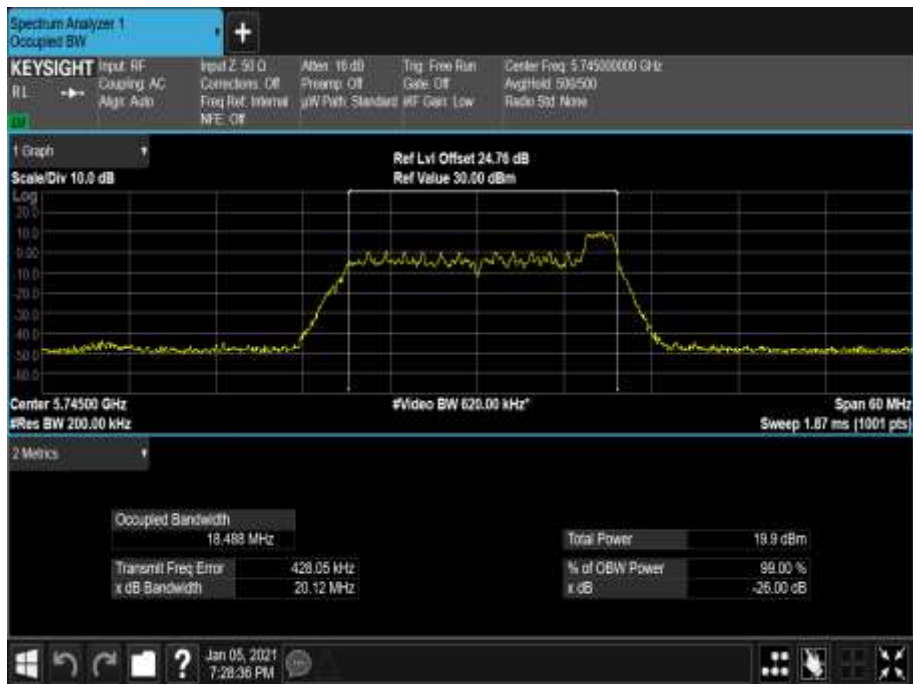 Spectrum Analyzer 1
Occupied BW
+
KEYSIGHT
RL
Input: RF
Coupling: AC
Align: Auto
Input Z: 50 Ω
Corrections: Off
Freq Ref: Internal
NFE: Off
Atten: 16 dB
Preamp: Off
µW Path: Standard
Trig: Free Run
Gate: Off
#IF Gain: Low
Center Freq: 5.745000000 GHz
Avg|Hold: 500/500
Radio Std: None
1 Graph
Scale/Div 10.0 dB
Ref Lvl Offset 24.76 dB
Ref Value 30.00 dBm
Log
20.0
10.0
0.00
-10.0
-20.0
-30.0
-40.0
-50.0
-60.0
Center 5.74500 GHz
#Res BW 200.00 kHz
#Video BW 620.00 kHz*
Span 60 MHz
Sweep 1.87 ms (1001 pts)
2 Metrics
Occupied Bandwidth
18.488 MHz
Transmit Freq Error 428.05 kHz
x dB Bandwidth 20.12 MHz
Total Power 19.9 dBm
% of OBW Power 99.00 %
x dB -26.00 dB
?
Jan 05, 2021
7:28:36 PM